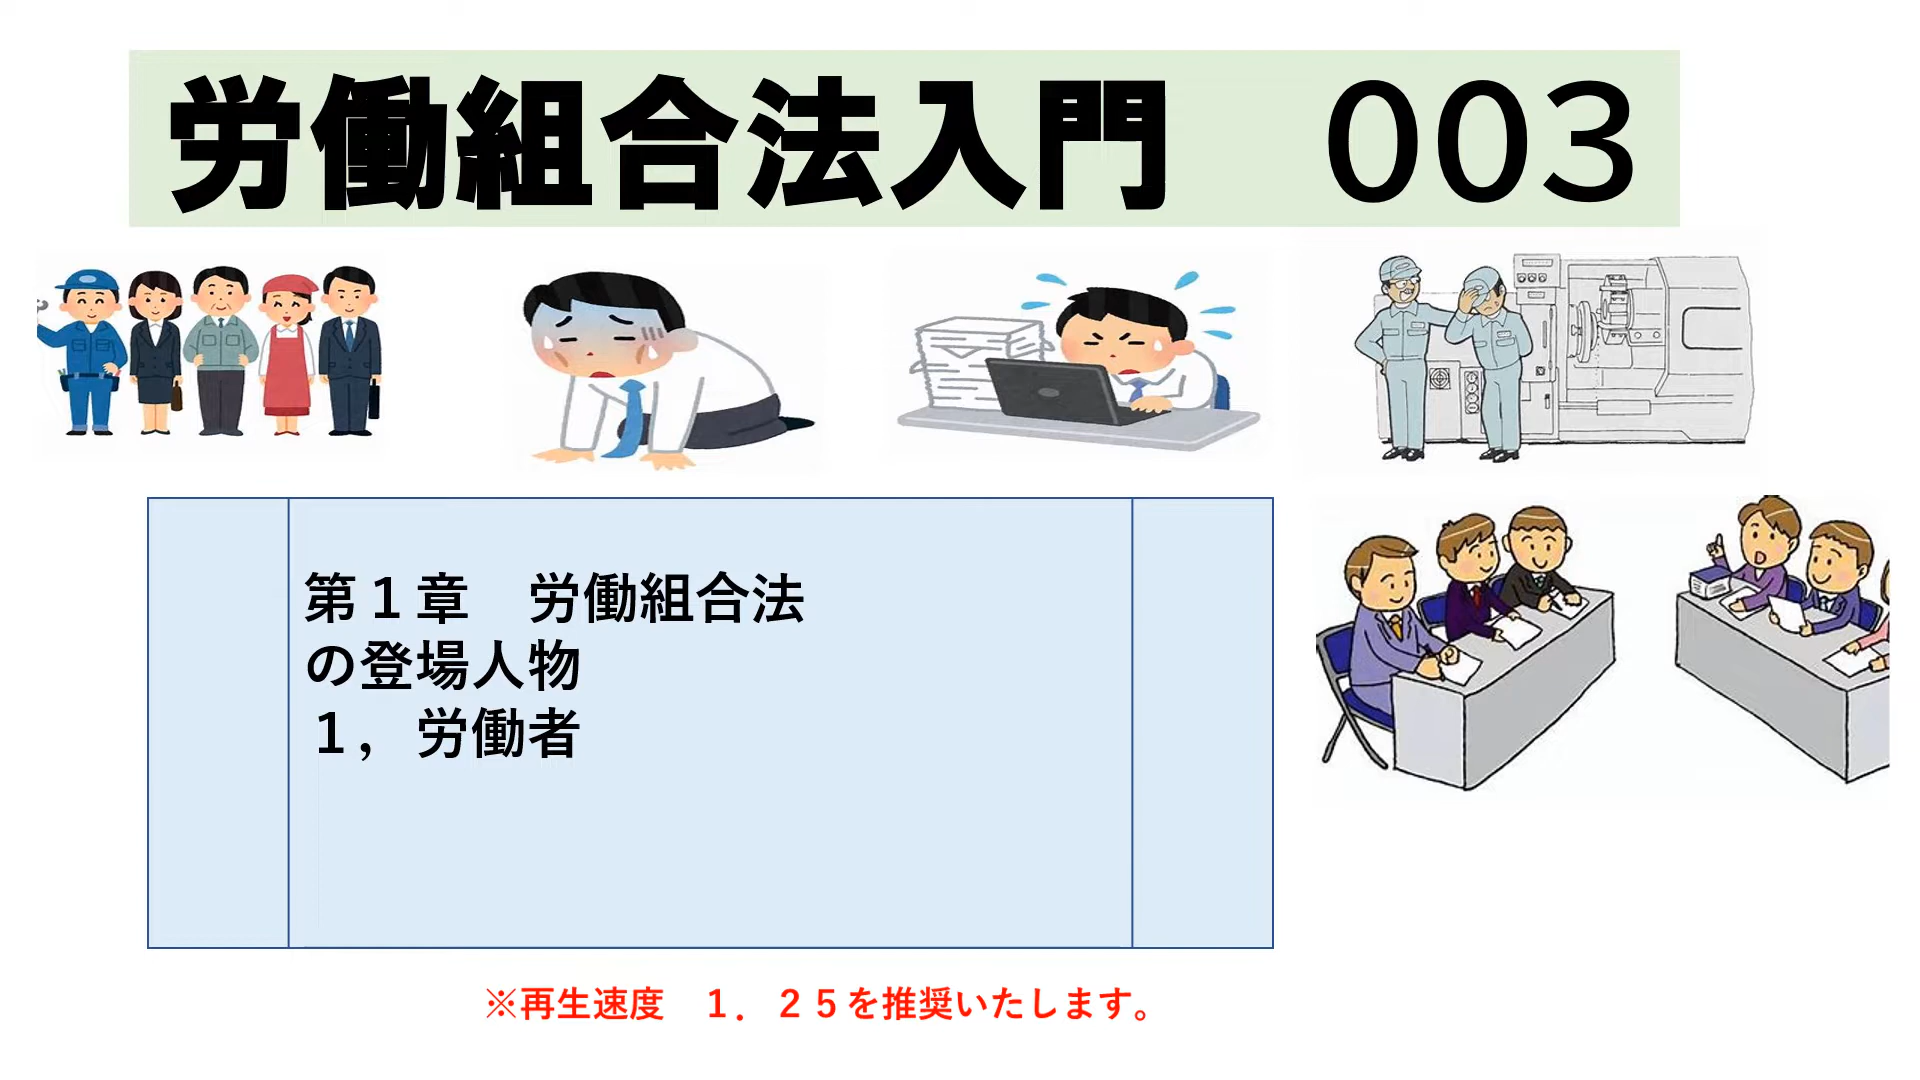 労働組合法入門　００３
第１章　労働組合法
の登場人物
１，労働者
※再生速度　１．２５を推奨いたします。